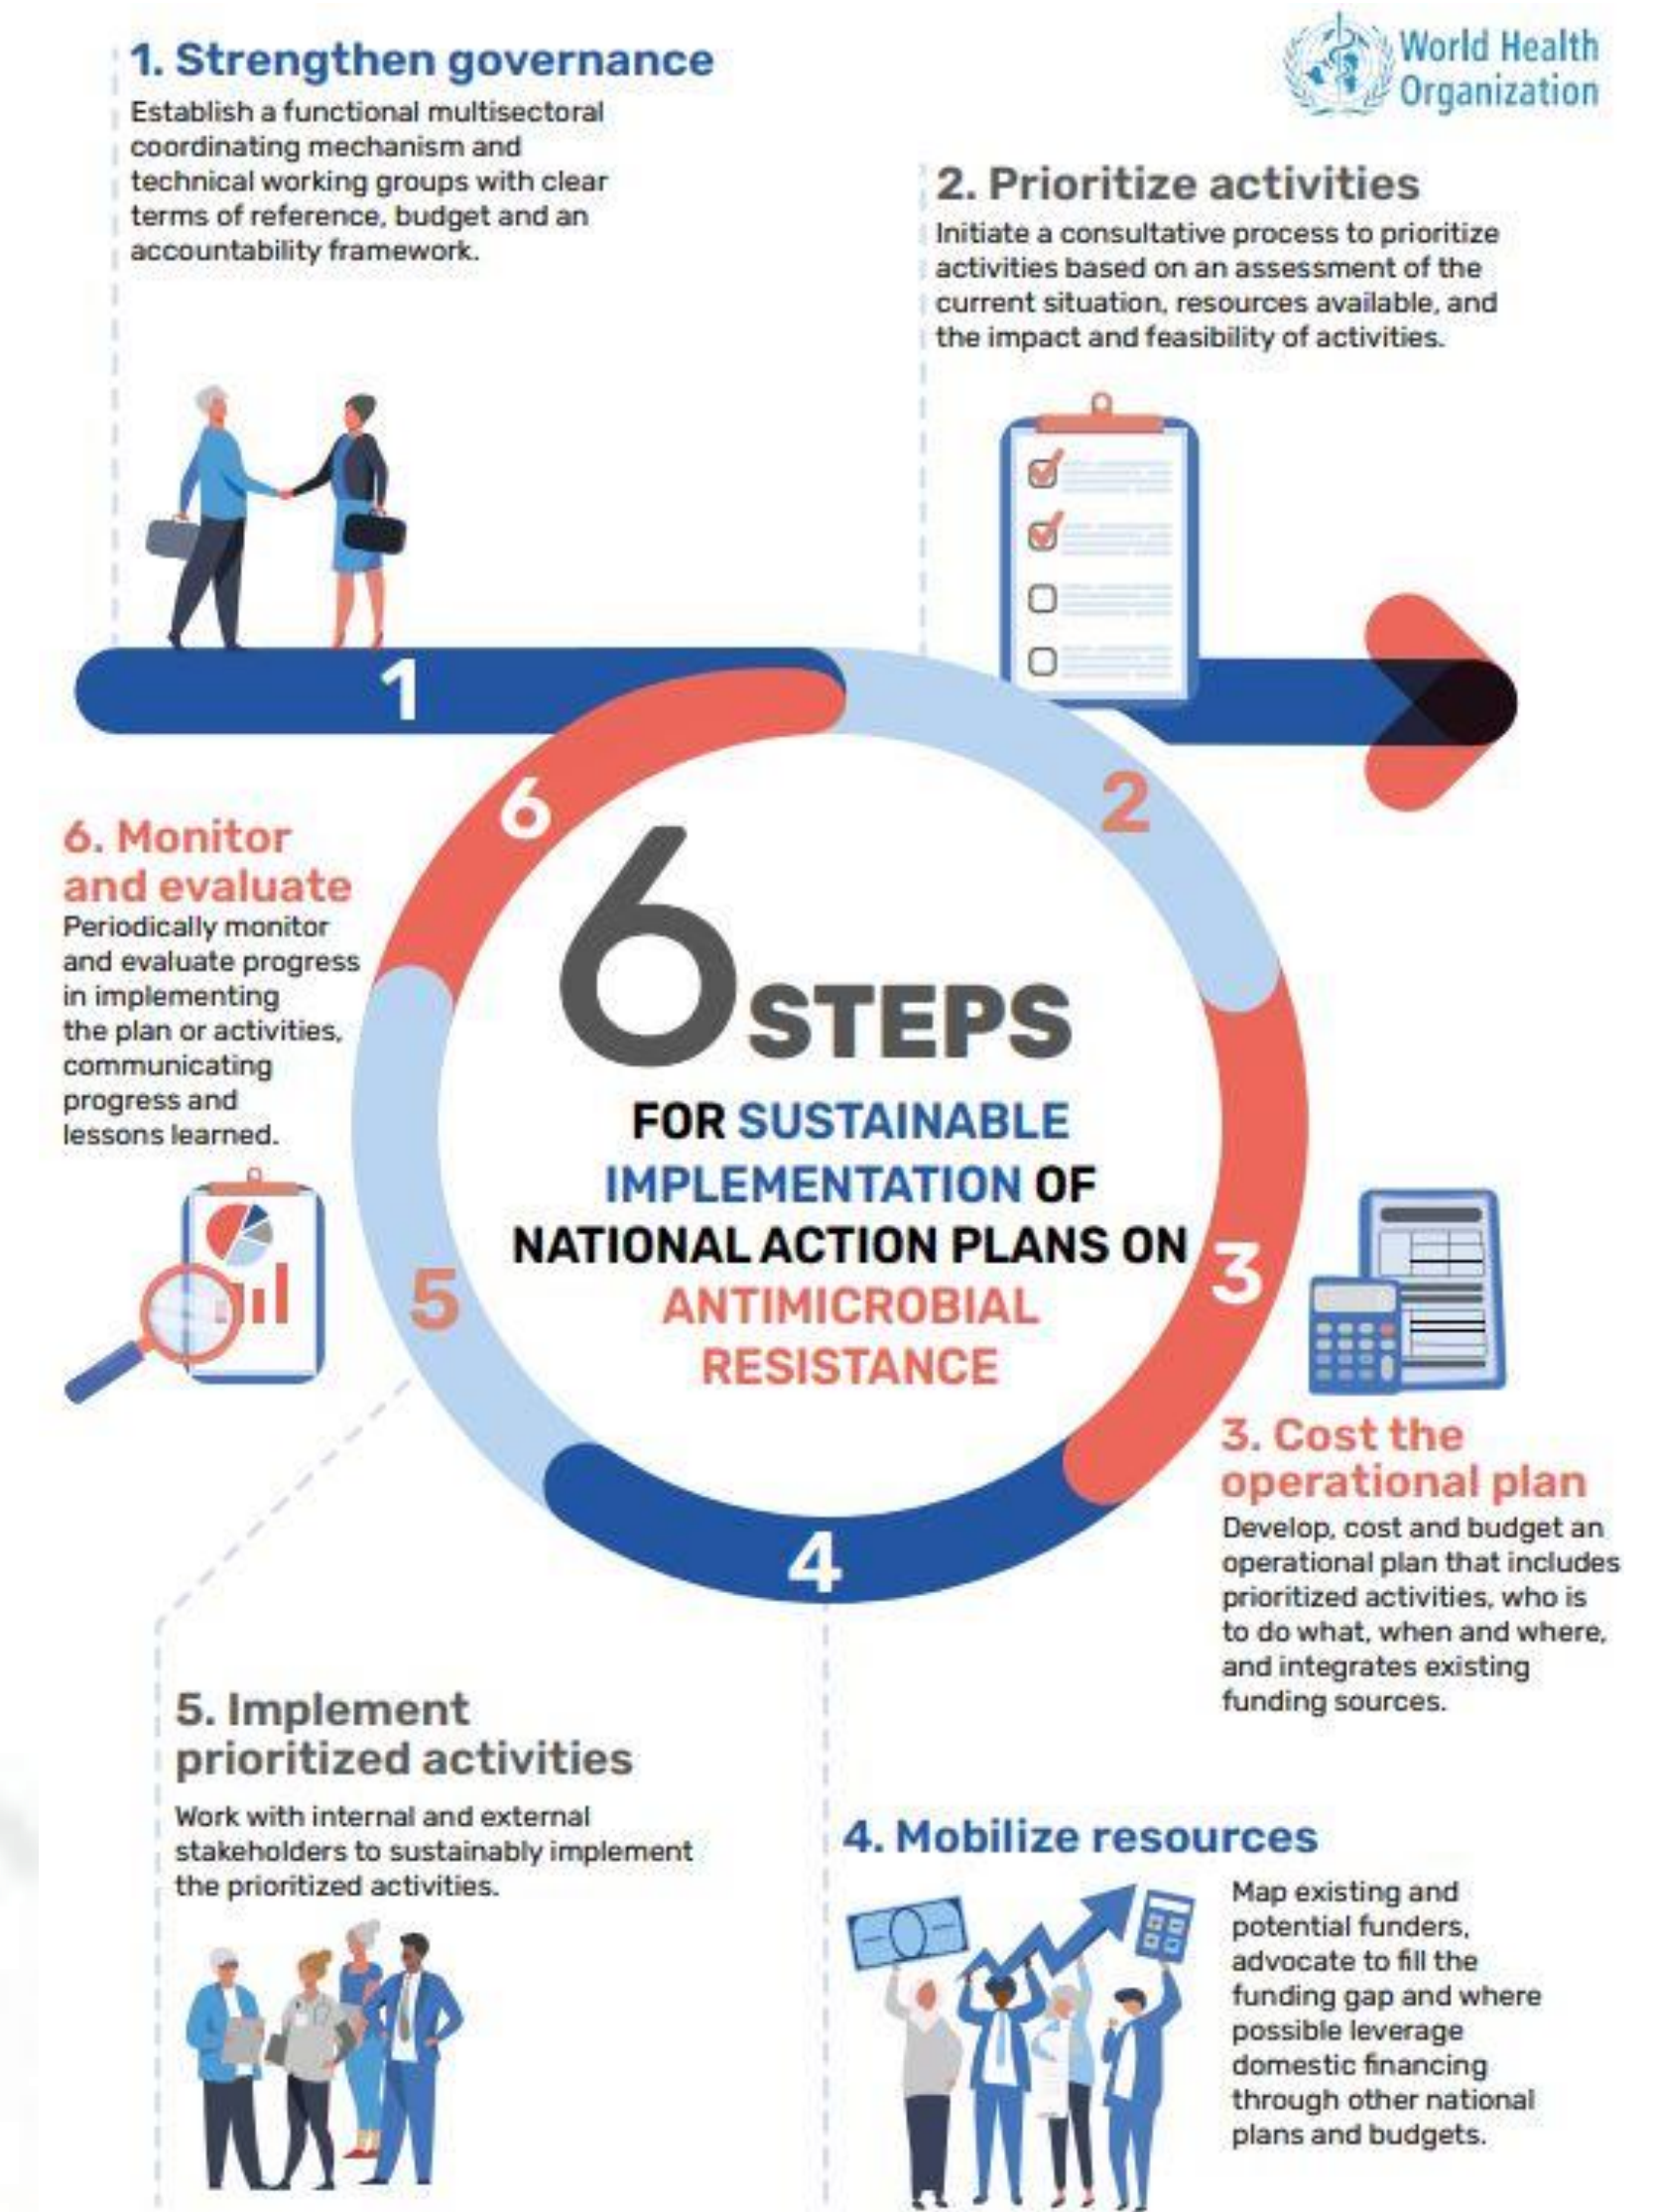 1. Strengthen governance
Establish a functional multisectoral
coordinating mechanism and
technical working groups with clear
terms of reference, budget and an
accountability framework.
World Health
Organization
2. Prioritize activities
Initiate a consultative process to prioritize
activities based on an assessment of the
current situation, resources available, and
the impact and feasibility of activities.
1
2
6
6 STEPS
FOR SUSTAINABLE
IMPLEMENTATION OF
NATIONAL ACTION PLANS ON
ANTIMICROBIAL
RESISTANCE
3
5
4
6. Monitor
and evaluate
Periodically monitor
and evaluate progress
in implementing
the plan or activities,
communicating
progress and
lessons learned.
3. Cost the
operational plan
Develop, cost and budget an
operational plan that includes
prioritized activities, who is
to do what, when and where,
and integrates existing
funding sources.
5. Implement
prioritized activities
Work with internal and external
stakeholders to sustainably implement
the prioritized activities.
4. Mobilize resources
Map existing and
potential funders,
advocate to fill the
funding gap and where
possible leverage
domestic financing
through other national
plans and budgets.